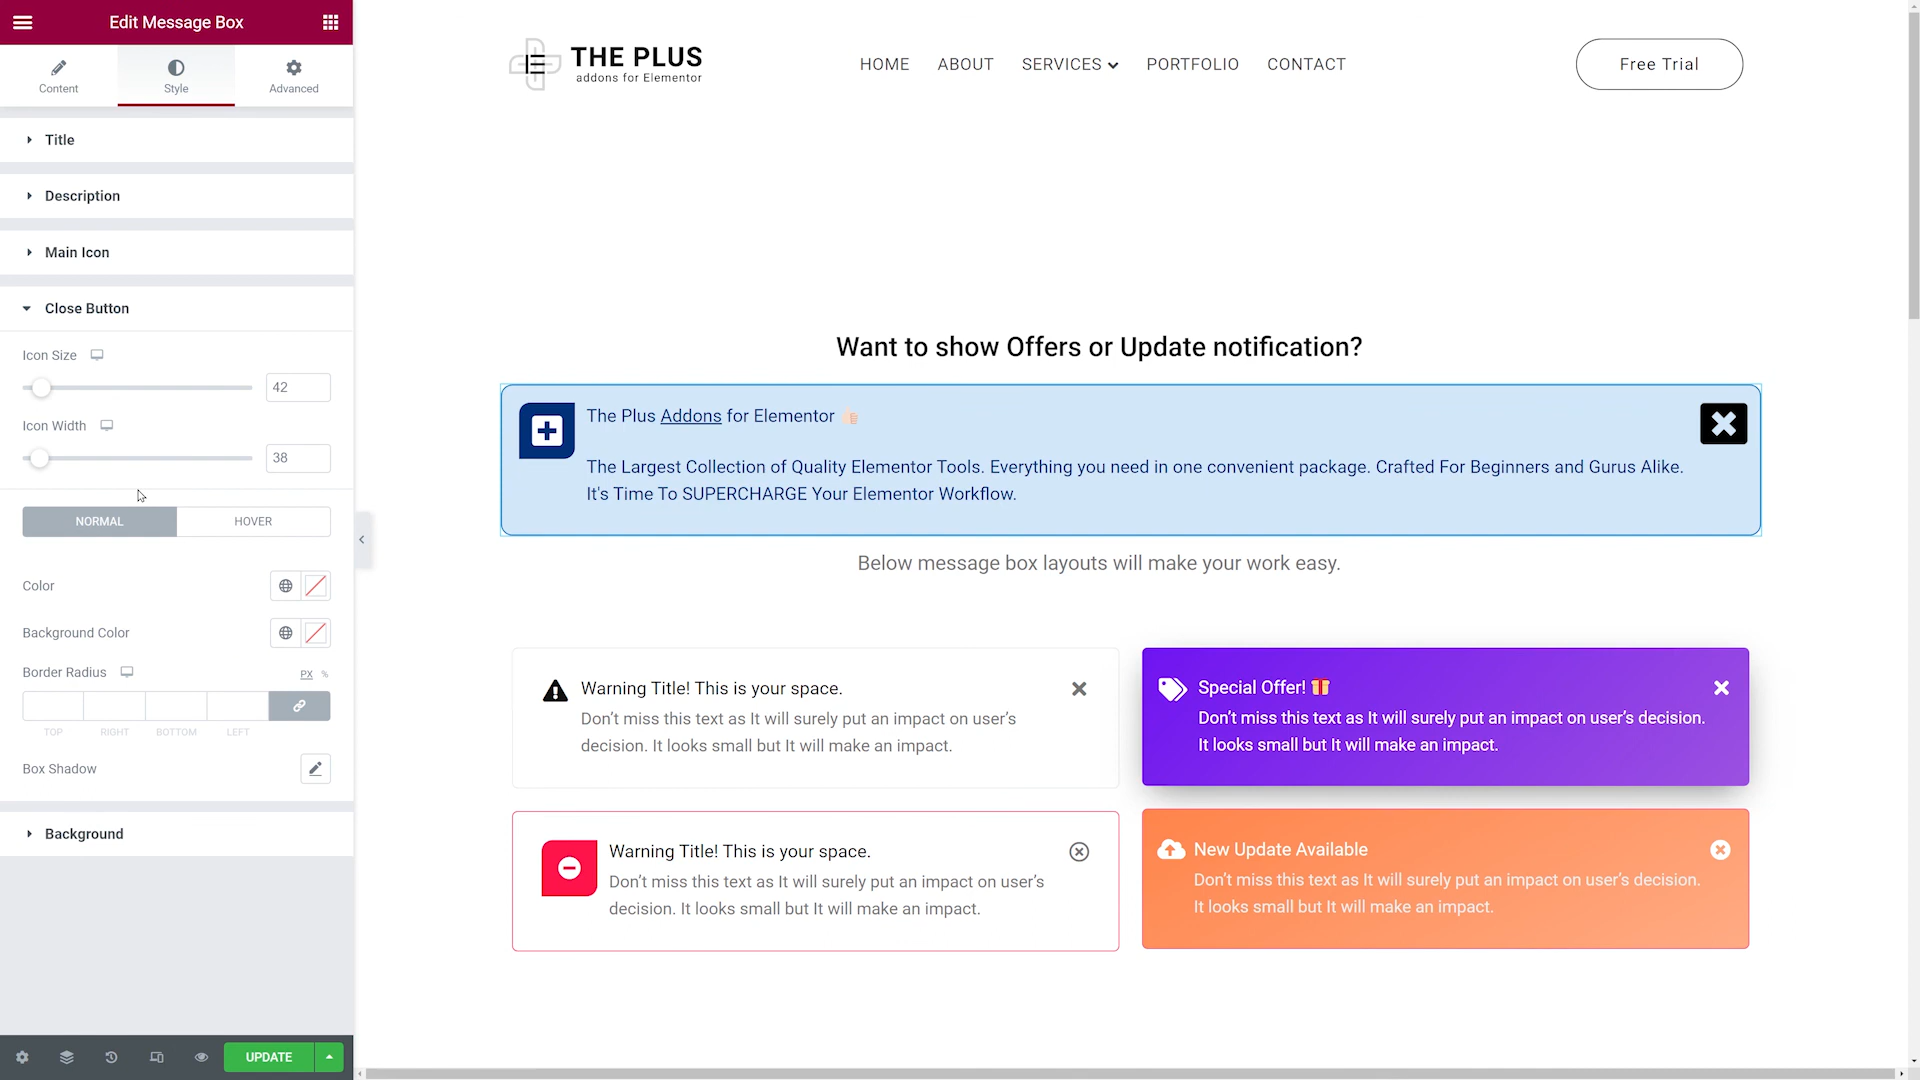 Edit Message Box
Content
Style
Advanced
Title
Description
Main Icon
Close Button
Icon Size
42
Icon Width
38
NORMAL
HOVER
Color
Background Color
Border Radius
PX %
TOP RIGHT BOTTOM LEFT
Box Shadow
Background
UPDATE
THE PLUS
addons for Elementor
HOME ABOUT SERVICES PORTFOLIO CONTACT
Free Trial
Want to show Offers or Update notification?
The Plus Addons for Elementor 👍🏻
The Largest Collection of Quality Elementor Tools. Everything you need in one convenient package. Crafted For Beginners and Gurus Alike.
It's Time To SUPERCHARGE Your Elementor Workflow.
Below message box layouts will make your work easy.
Warning Title! This is your space.
Don’t miss this text as It will surely put an impact on user’s
decision. It looks small but It will make an impact.
Special Offer! 🎁
Don’t miss this text as It will surely put an impact on user’s decision.
It looks small but It will make an impact.
Warning Title! This is your space.
Don’t miss this text as It will surely put an impact on user’s
decision. It looks small but It will make an impact.
New Update Available
Don’t miss this text as It will surely put an impact on user’s decision.
It looks small but It will make an impact.